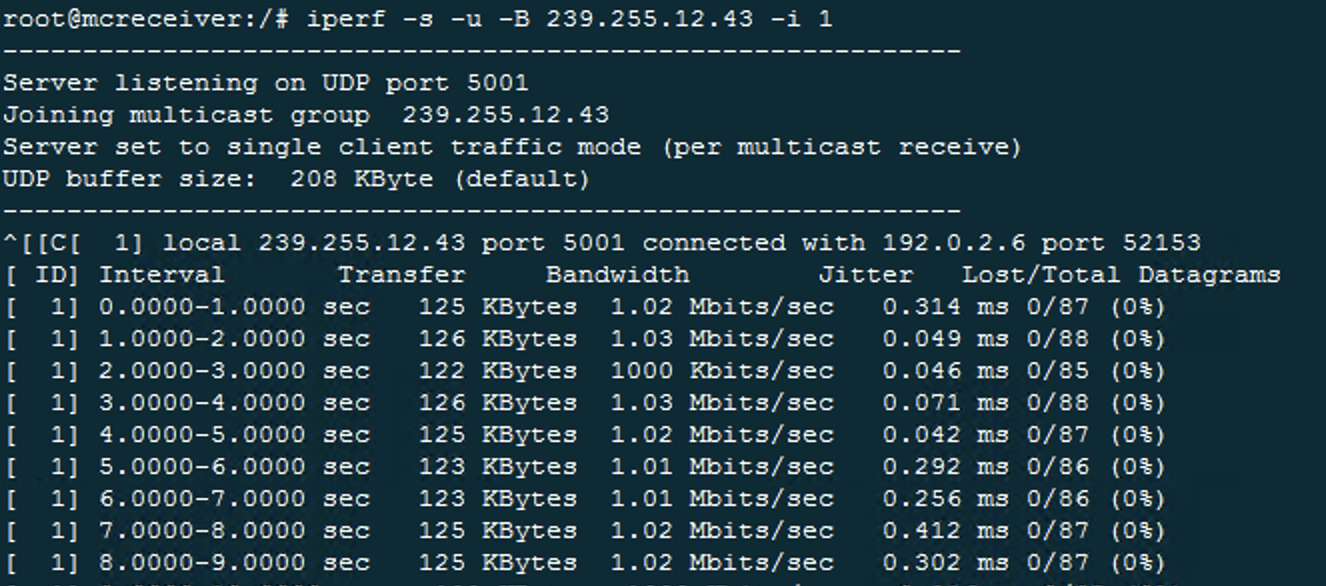 root@mcreceiver:/# iperf -s -u -B 239.255.12.43 -i 1
------------------------------------------------------------
Server listening on UDP port 5001
Joining multicast group  239.255.12.43
Server set to single client traffic mode (per multicast receive)
UDP buffer size:  208 KByte (default)
------------------------------------------------------------
^[[C[  1] local 239.255.12.43 port 5001 connected with 192.0.2.6 port 52153
[ ID] Interval       Transfer     Bandwidth        Jitter   Lost/Total Datagrams
[  1] 0.0000-1.0000 sec   125 KBytes  1.02 Mbits/sec   0.314 ms 0/87 (0%)
[  1] 1.0000-2.0000 sec   126 KBytes  1.03 Mbits/sec   0.049 ms 0/88 (0%)
[  1] 2.0000-3.0000 sec   122 KBytes  1000 Kbits/sec   0.046 ms 0/85 (0%)
[  1] 3.0000-4.0000 sec   126 KBytes  1.03 Mbits/sec   0.071 ms 0/88 (0%)
[  1] 4.0000-5.0000 sec   125 KBytes  1.02 Mbits/sec   0.042 ms 0/87 (0%)
[  1] 5.0000-6.0000 sec   123 KBytes  1.01 Mbits/sec   0.292 ms 0/86 (0%)
[  1] 6.0000-7.0000 sec   123 KBytes  1.01 Mbits/sec   0.256 ms 0/86 (0%)
[  1] 7.0000-8.0000 sec   125 KBytes  1.02 Mbits/sec   0.412 ms 0/87 (0%)
[  1] 8.0000-9.0000 sec   125 KBytes  1.02 Mbits/sec   0.302 ms 0/87 (0%)